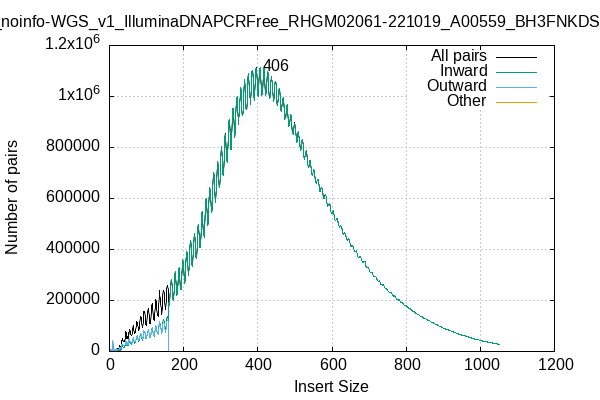 _noinfo-WGS_v1_IlluminaDNAPCRFree_RHGM02061-221019_A00559_BH3FNKDS
1.2x10^6
1x10^6
800000
600000
400000
200000
0
Number of pairs
406
All pairs
Inward
Outward
Other
0 200 400 600 800 1000 1200
Insert Size